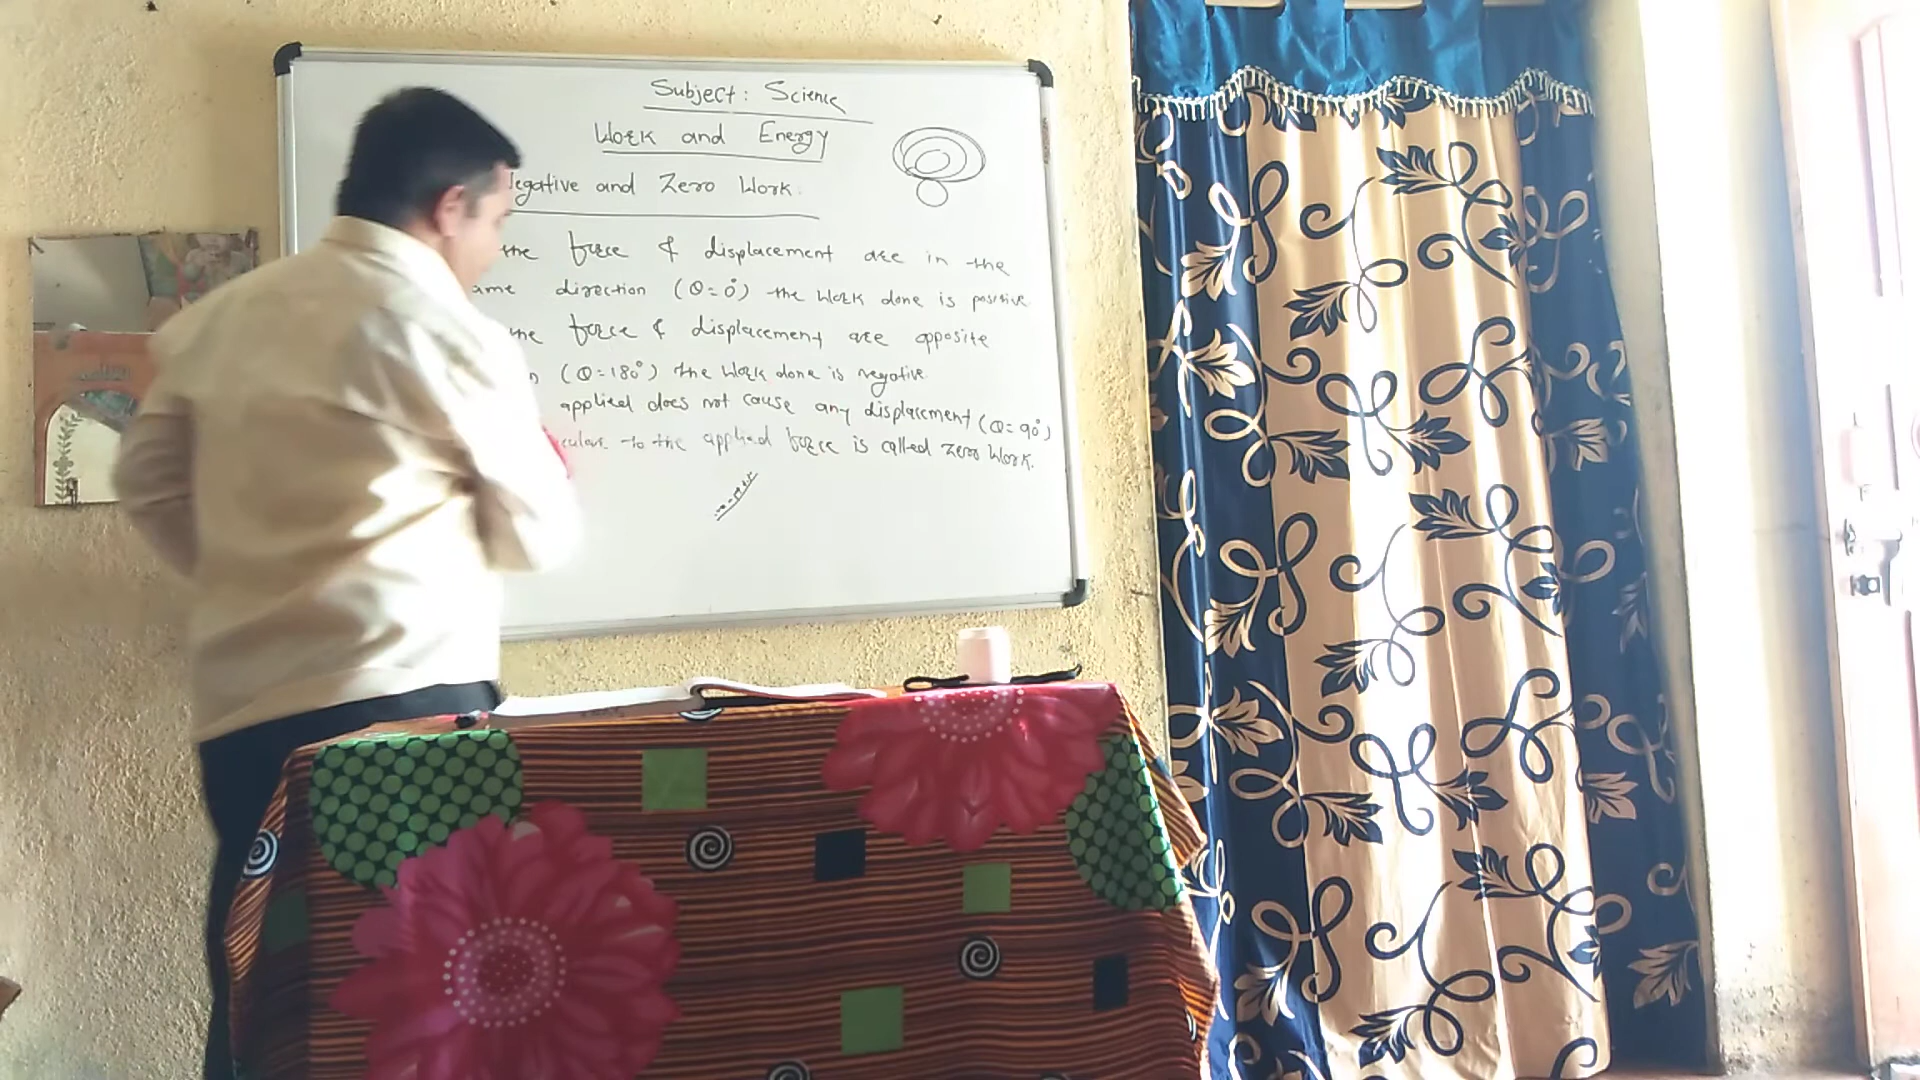 Subject: Science
Work and Energy
Negative and Zero Work:
the force & displacement are in the
ame direction (θ=0°) the work done is positive
the force & displacement are opposite
n (θ=180°) the work done is negative
applied does not cause any displacement (θ=90°)
icular to the applied force is called zero work.